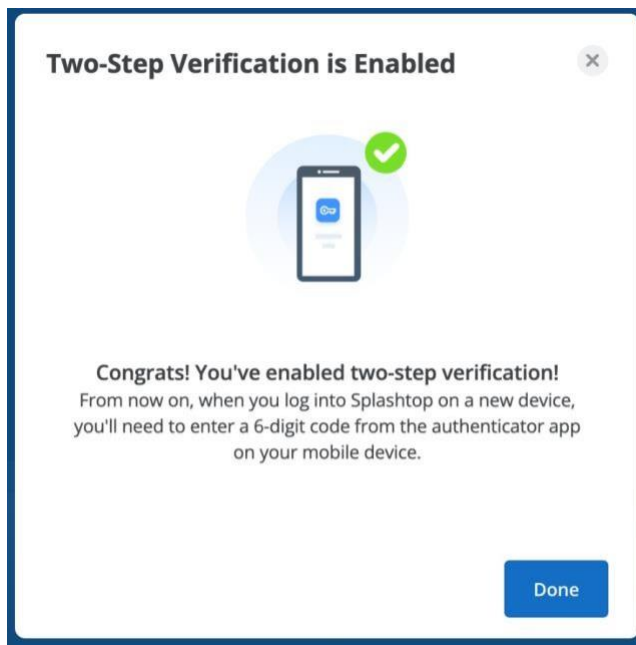 Two-Step Verification is Enabled
Congrats! You've enabled two-step verification!
From now on, when you log into Splashtop on a new device,
you'll need to enter a 6-digit code from the authenticator app
on your mobile device.
Done